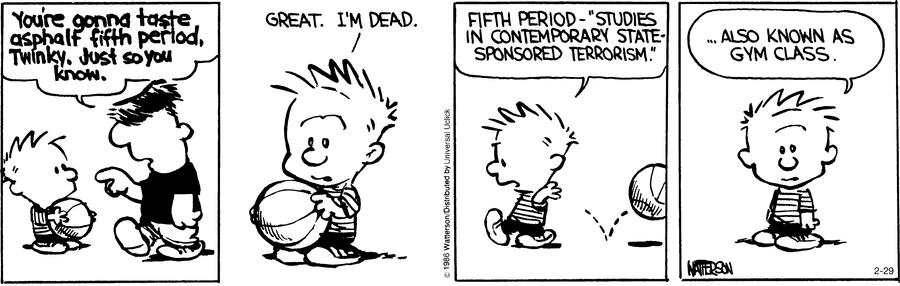 You're gonna taste
asphalt fifth period,
Twinky. Just so you
know.
GREAT. I'M DEAD.
FIFTH PERIOD - "STUDIES
IN CONTEMPORARY STATE-
SPONSORED TERRORISM."
© 1986 Watterson/Distributed by Universal Uclick
...ALSO KNOWN AS
GYM CLASS.
WATTERSON
2-29